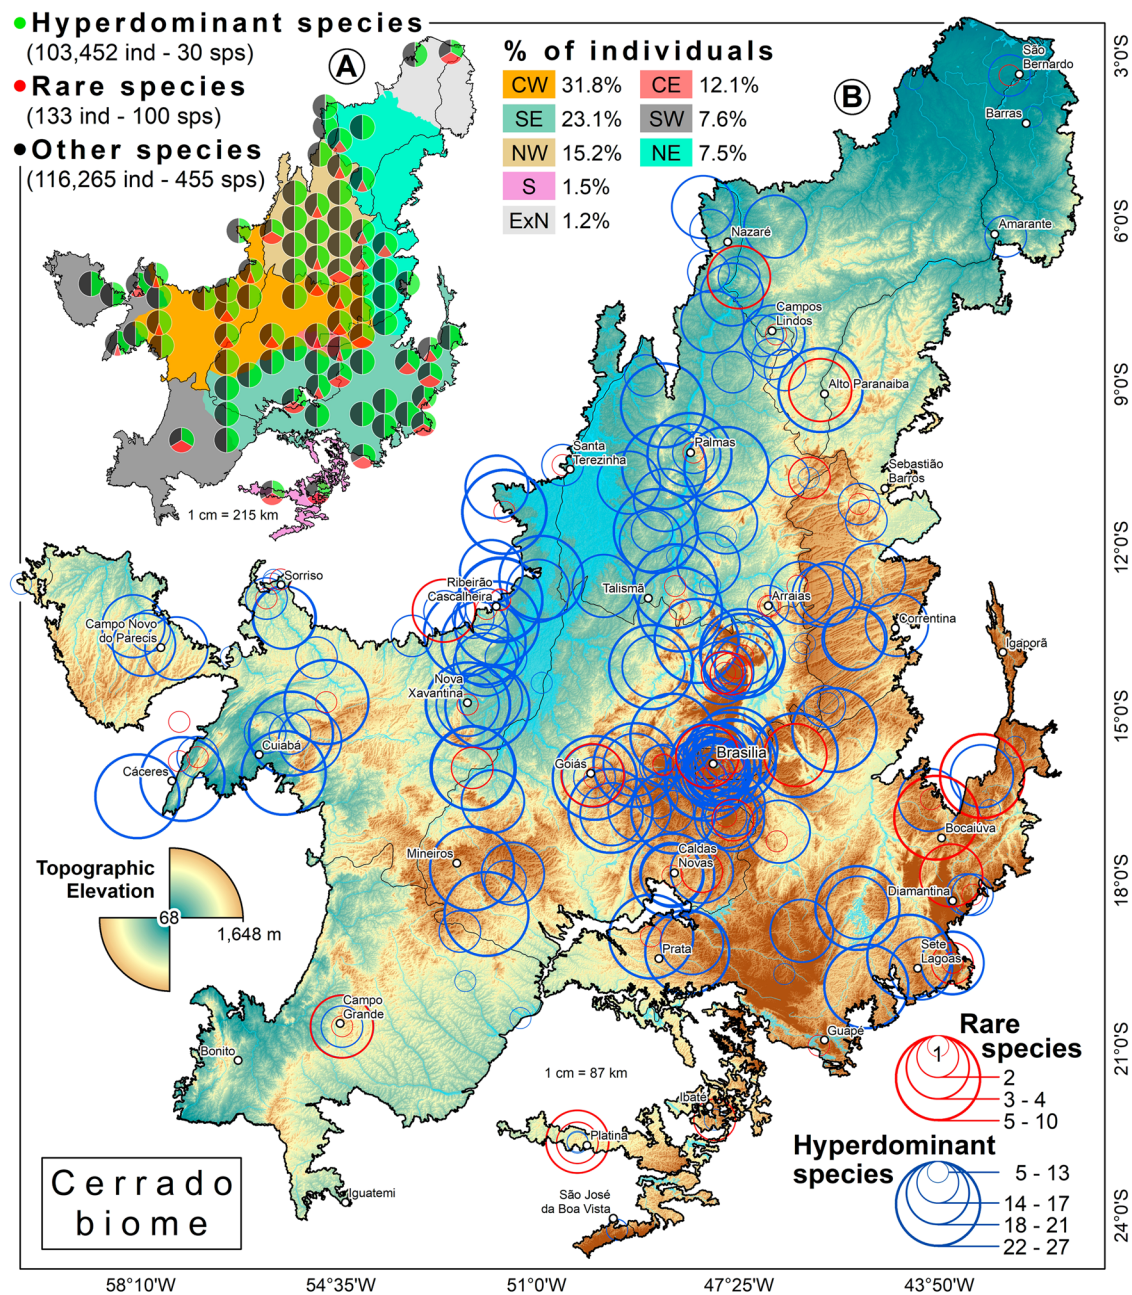 Hyperdominant species
(103,452 ind - 30 sps)
Rare species
(133 ind - 100 sps)
Other species
(116,265 ind - 455 sps)
A
1 cm = 215 km
% of individuals
CW 31.8%
CE 12.1%
SE 23.1%
SW 7.6%
NW 15.2%
NE 7.5%
S 1.5%
ExN 1.2%
B
São
Bernardo
Barras
Amarante
Nazaré
Campos
Lindos
Alto Paranaiba
Santa
Terezinha
Palmas
Sebastião
Barros
Sorriso
Ribeirão
Cascalheira
Talismã
Arraias
Correntina
Campo Novo
do Parecis
Igaporã
Nova
Xavantina
Cuiabá
Cáceres
Goiás
Brasilia
Bocaiúva
Mineiros
Caldas
Novas
Diamantina
Topographic
Elevation
68
1,648 m
Prata
Sete
Lagoas
Campo
Grande
Guapé
Bonito
1 cm = 87 km
Ibaté
Platina
Iguatemi
São José
da Boa Vista
Rare
species
1
2
3 - 4
5 - 10
Hyperdominant
species
5 - 13
14 - 17
18 - 21
22 - 27
Cerrado
biome
3°0'S
6°0'S
9°0'S
12°0'S
15°0'S
18°0'S
21°0'S
24°0'S
58°10'W
54°35'W
51°0'W
47°25'W
43°50'W